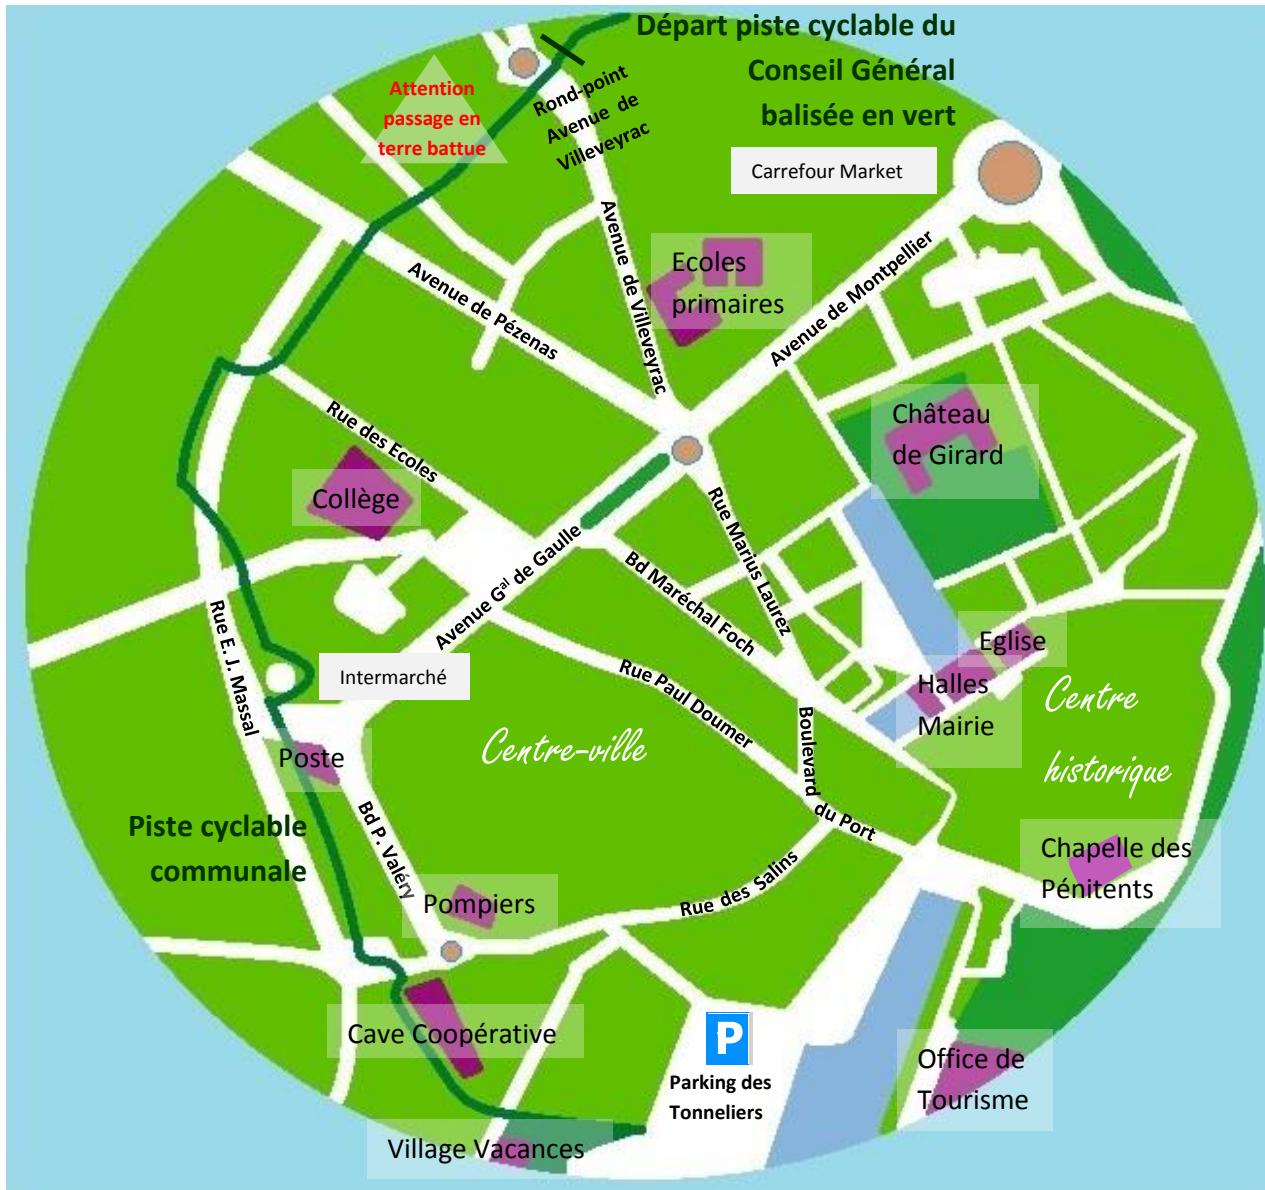 Départ piste cyclable du
Conseil Général
balisée en vert
Attention
passage en
terre battue
Rond-point
Avenue de
Villeveyrac
Carrefour Market
Avenue de Villeveyrac
Ecoles
primaires
Avenue de Montpellier
Avenue de Pézenas
Château
de Girard
Rue des Ecoles
Collège
Rue Marius Laurez
Avenue Gal de Gaulle
Bd Maréchal Foch
Rue E. J. Massal
Eglise
Intermarché
Rue Paul Doumer
Halles
Mairie
Centre
historique
Centre-ville
Boulevard
du Port
Poste
Bd P. Valéry
Piste cyclable
communale
Chapelle des
Pénitents
Pompiers
Rue des Salins
Cave Coopérative
P
Parking des
Tonneliers
Office de
Tourisme
Village Vacances